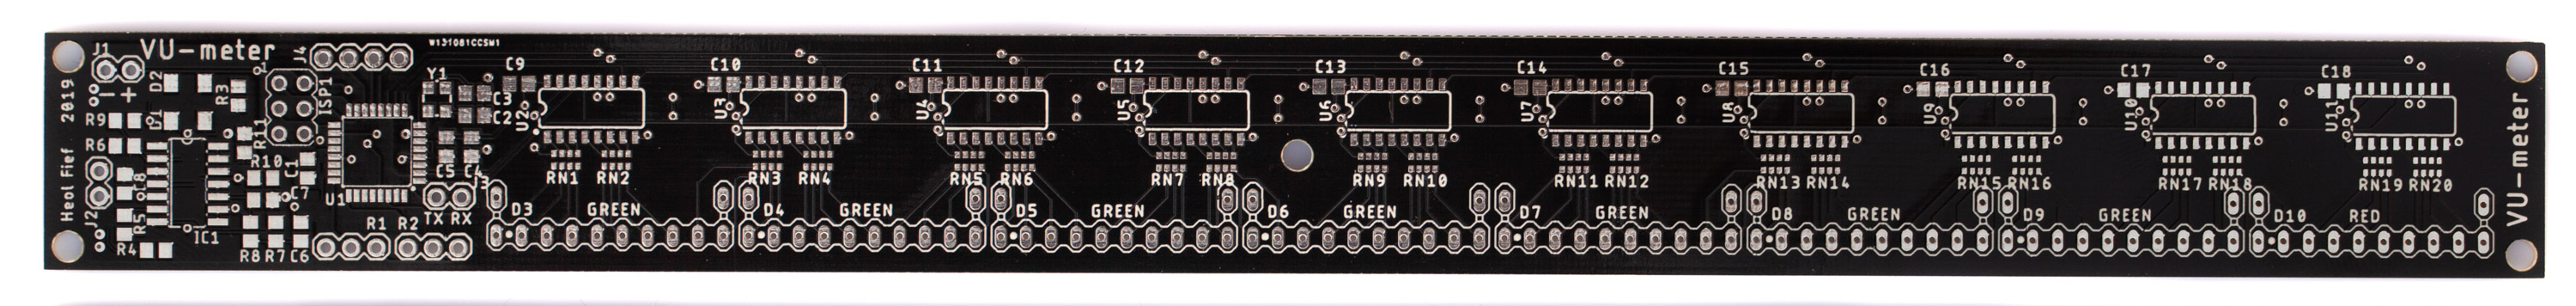 J1
VU-meter
J4
W131081CCSW1
2019
D2
R3
1
ISP1
Y1
C9
C10
C11
C12
C13
C14
C15
C16
C17
C18
- +
C3
C2
R9
D1
R11
U2
U3
U4
U5
U6
U7
U8
U9
U10
U11
R6
R10
C1
C5 C4
Heol Fief
C8
C7
U1
J3
TX RX
RN1 RN2
RN3 RN4
RN5 RN6
RN7 RN8
RN9 RN10
RN11 RN12
RN13 RN14
RN15 RN16
RN17 RN18
RN19 RN20
J2
R5
R4
IC1
R8 R7 C6
R1 R2
D3 GREEN
D4 GREEN
D5 GREEN
D6 GREEN
D7 GREEN
D8 GREEN
D9 GREEN
D10 RED
VU-meter